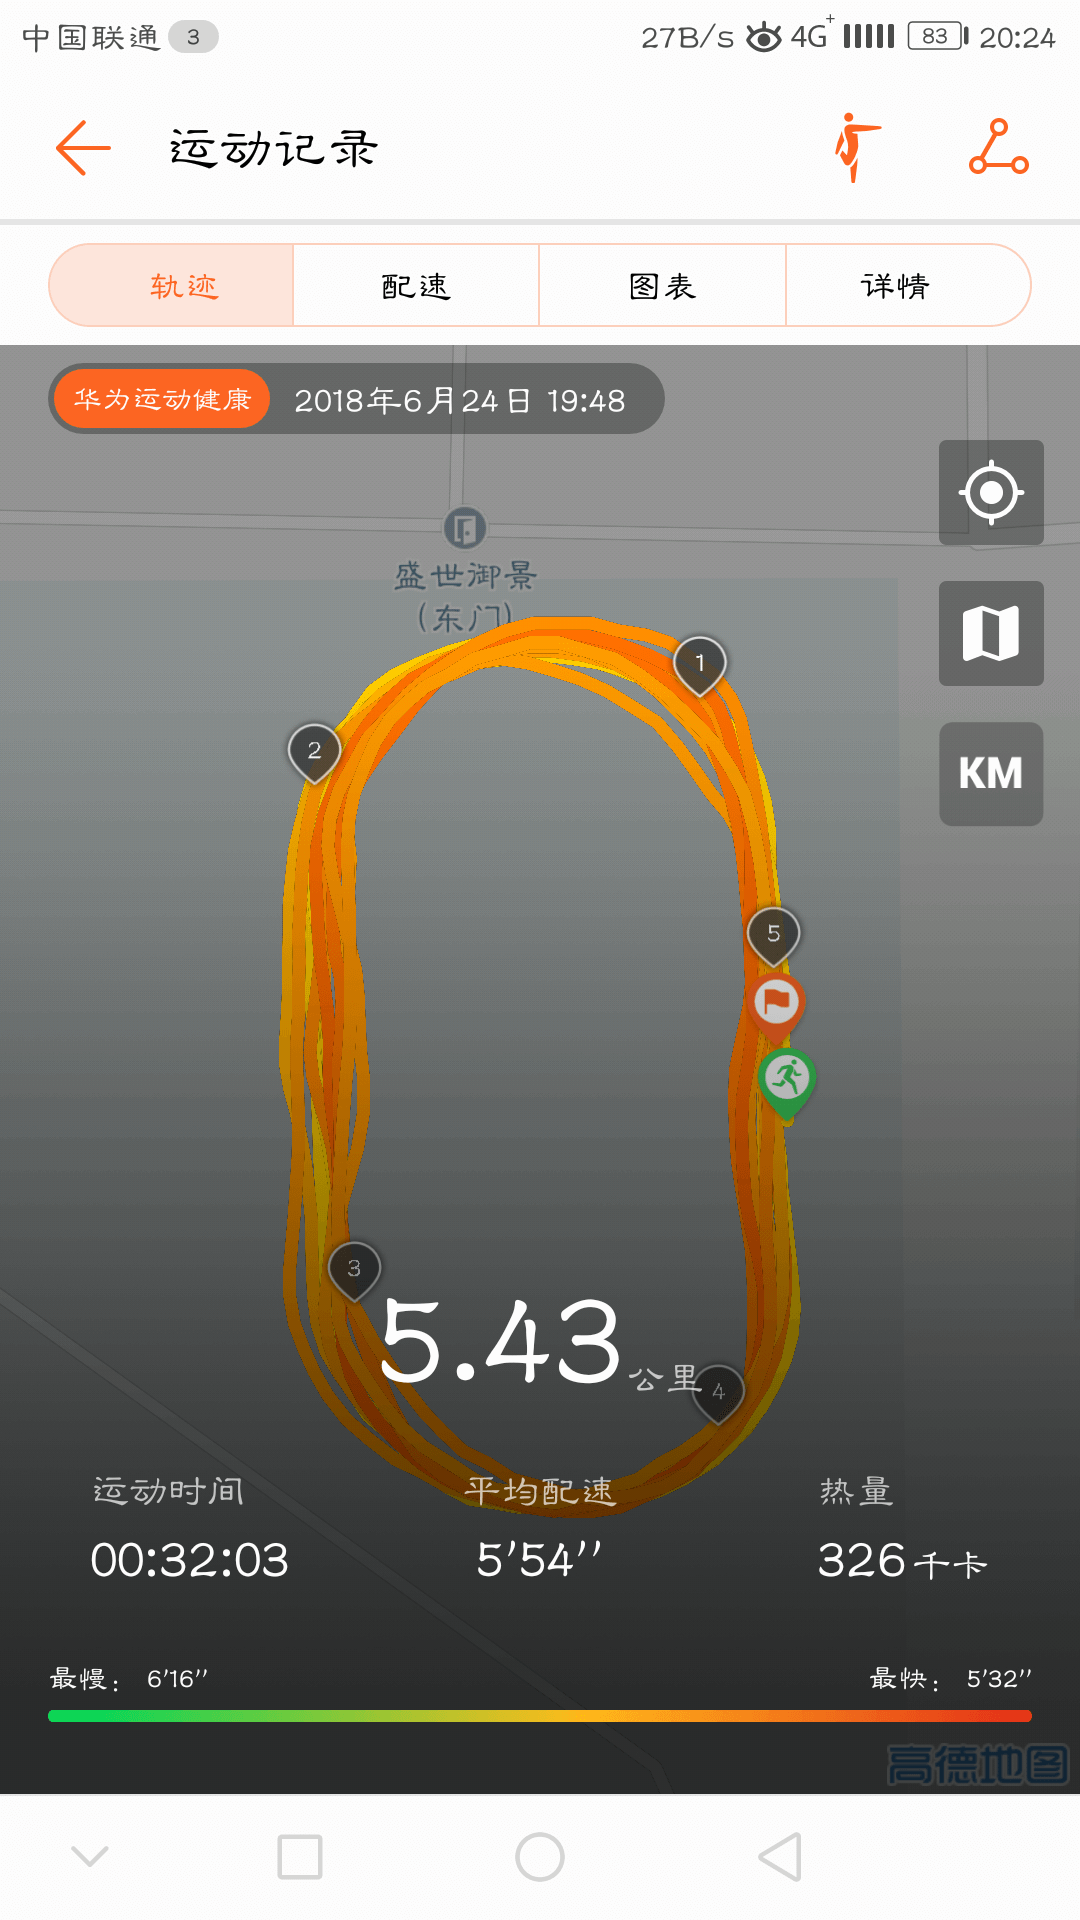 中国联通 3 27B/s 4G+ 83 20:24
运动记录
轨迹 配速 图表 详情
华为运动健康 2018年6月24日 19:48
盛世御景
(东门)
1
2
KM
5
3
5.43公里
4
运动时间 平均配速 热量
00:32:03 5'54'' 326千卡
最慢： 6'16'' 最快： 5'32''
高德地图